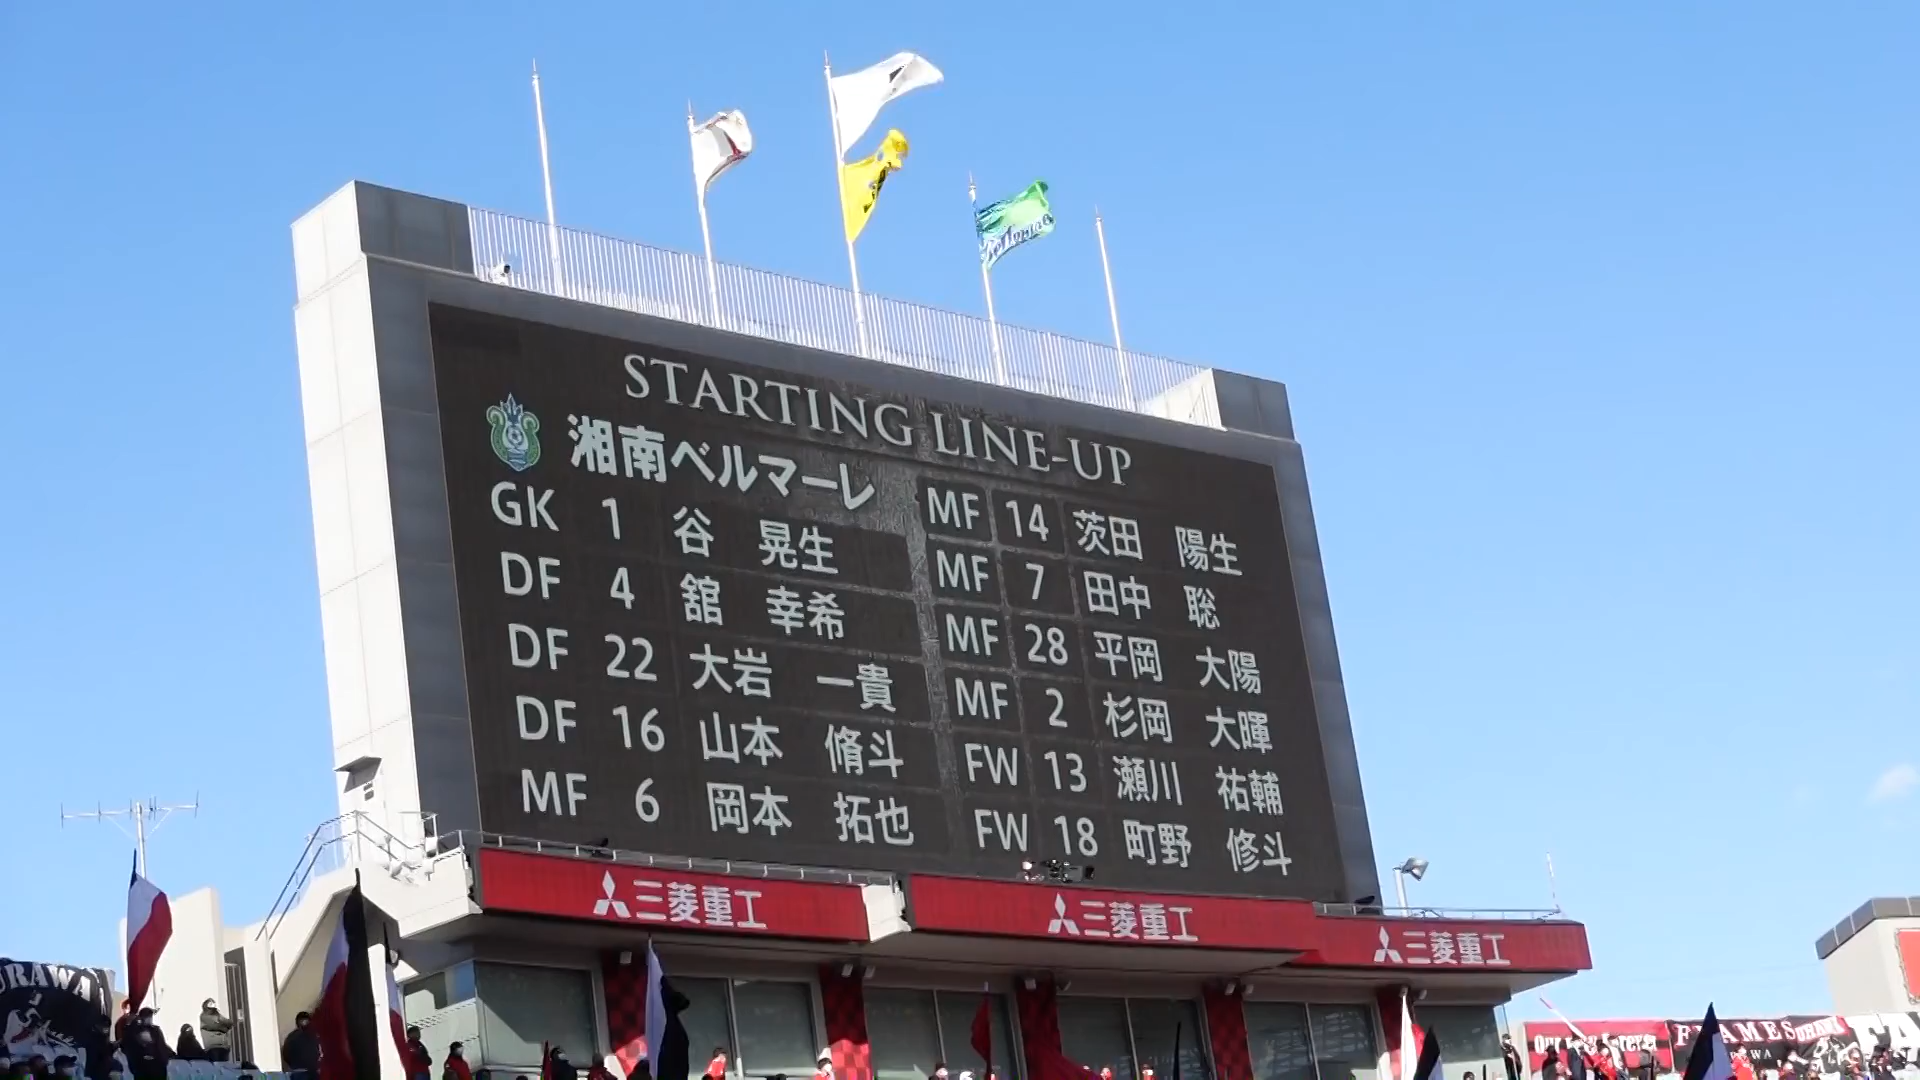 STARTING LINE-UP
湘南ベルマーレ
GK 1 谷 晃生
DF 4 舘 幸希
DF 22 大岩 一貴
DF 16 山本 脩斗
MF 6 岡本 拓也
MF 14 茨田 陽生
MF 7 田中 聡
MF 28 平岡 大陽
MF 2 杉岡 大暉
FW 13 瀬川 祐輔
FW 18 町野 修斗
三菱重工
三菱重工
三菱重工